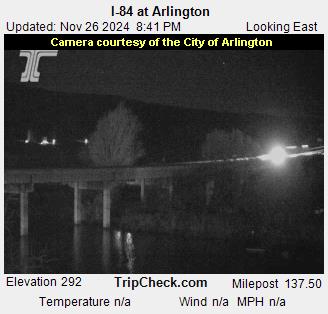 I-84 at Arlington
Updated: Nov 26 2024 8:41 PM Looking East
Camera courtesy of the City of Arlington
Elevation 292 TripCheck.com Milepost 137.50
Temperature n/a Wind n/a MPH n/a